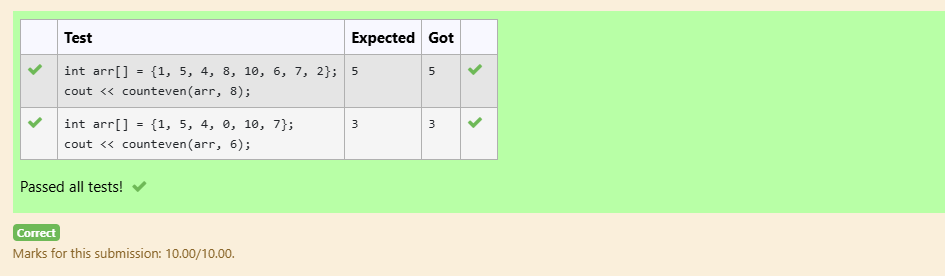 Test Expected Got
int arr[] = {1, 5, 4, 8, 10, 6, 7, 2}; 5 5
cout << counteven(arr, 8);
int arr[] = {1, 5, 4, 0, 10, 7}; 3 3
cout << counteven(arr, 6);
Passed all tests!
Correct
Marks for this submission: 10.00/10.00.